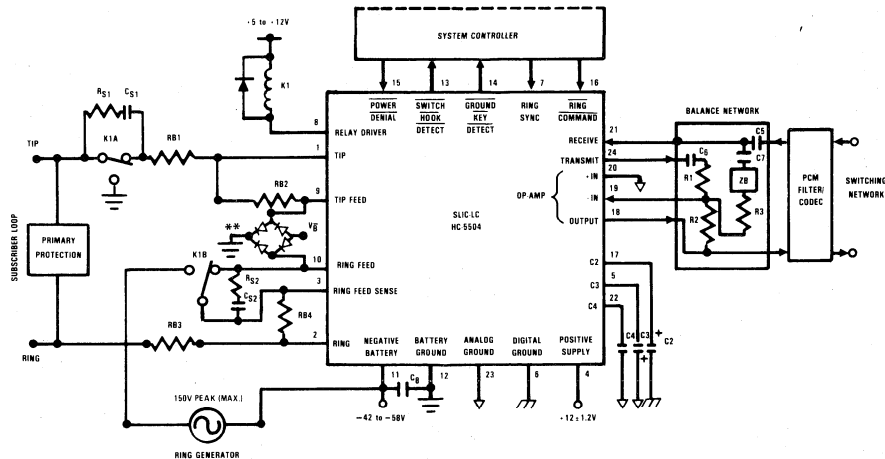 +5 to +12V
SYSTEM CONTROLLER
K1
15
13
14
7
16
POWER
DENIAL
SWITCH
HOOK
DETECT
GROUND
KEY
DETECT
RING
SYNC
RING
COMMAND
BALANCE NETWORK
RS1
CS1
K1A
RB1
TIP
8
RELAY DRIVER
1
TIP
RB2
9
TIP FEED
**
VB
K1B
10
RING FEED
RS2
CS2
3
RING FEED SENSE
RB4
RB3
2
RING
RING
SUBSCRIBER LOOP
PRIMARY
PROTECTION
SLIC-LC
HC-5504
21
RECEIVE
24
TRANSMIT
20
+IN
19
-IN
OP-AMP
18
OUTPUT
C5
C6
C7
R1
ZB
R2
R3
PCM
FILTER/
CODEC
SWITCHING
NETWORK
17
C2
5
C3
22
C4
C4
C3
+
+
C2
NEGATIVE
BATTERY
BATTERY
GROUND
ANALOG
GROUND
DIGITAL
GROUND
POSITIVE
SUPPLY
11
CB
12
23
6
4
-42 to -58V
+12 ± 1.2V
150V PEAK (MAX.)
RING GENERATOR